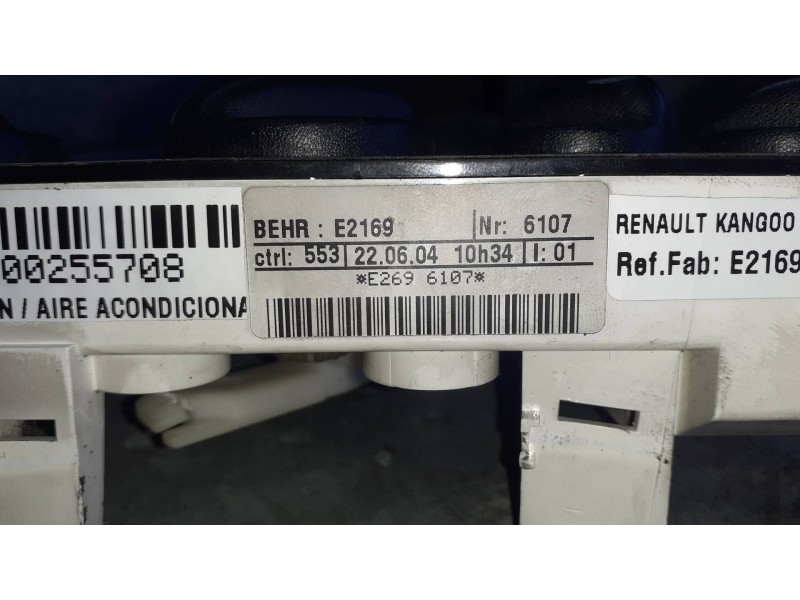 00255708
N / AIRE ACONDICIONA
BEHR : E2169 Nr: 6107
ctrl: 553 22.06.04 10h34 I: 01
*E269 6107*
RENAULT KANGOO
Ref.Fab: E2169